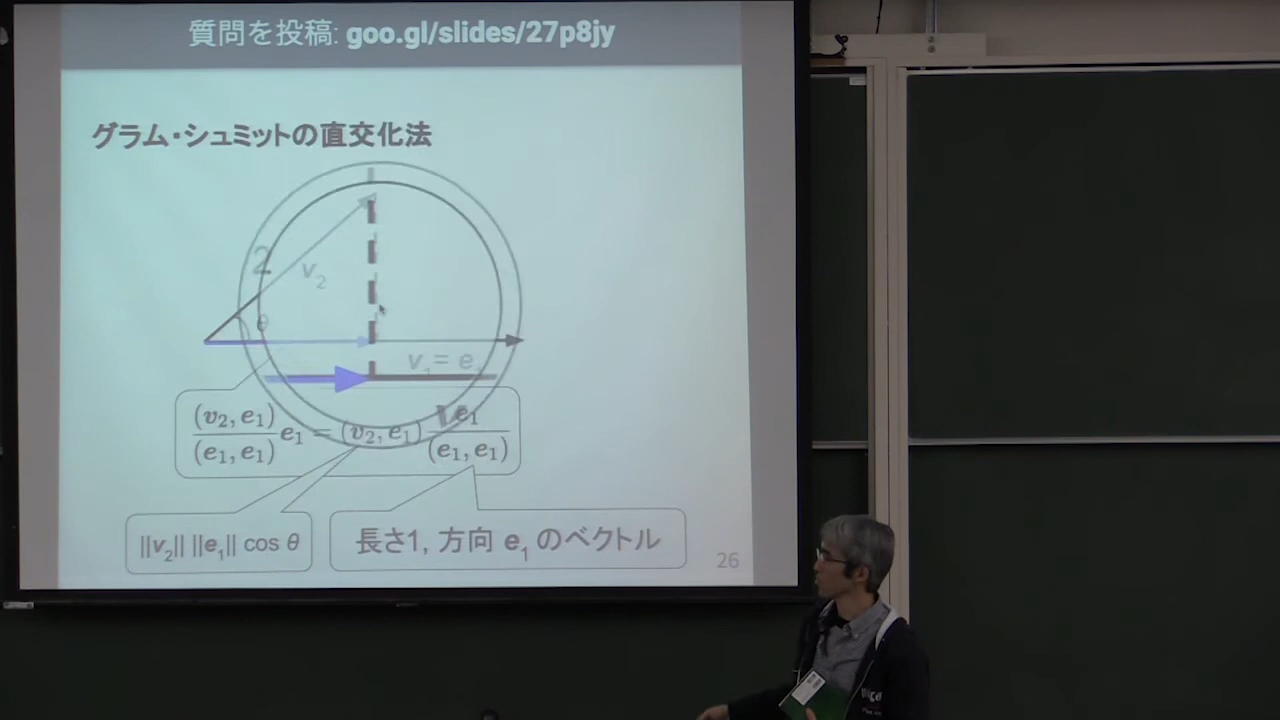 質問を投稿: goo.gl/slides/27p8jy
グラム・シュミットの直交化法
2
v₂
θ
v₁ = e
(v₂, e₁) / (e₁, e₁) e₁ = (v₂, e₁) e₁ / (e₁, e₁)
||v₂|| ||e₁|| cos θ
長さ1, 方向 e₁ のベクトル
26